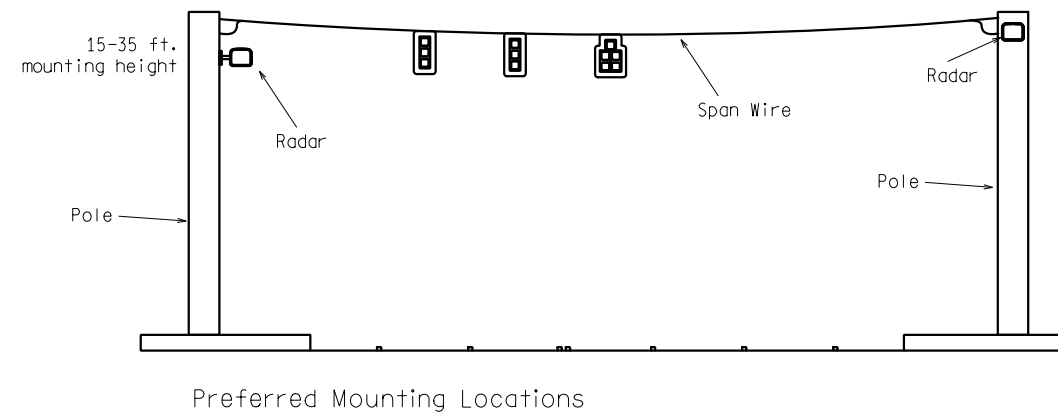 15-35 ft.
mounting height
Radar
Span Wire
Radar
Pole
Pole
Preferred Mounting Locations